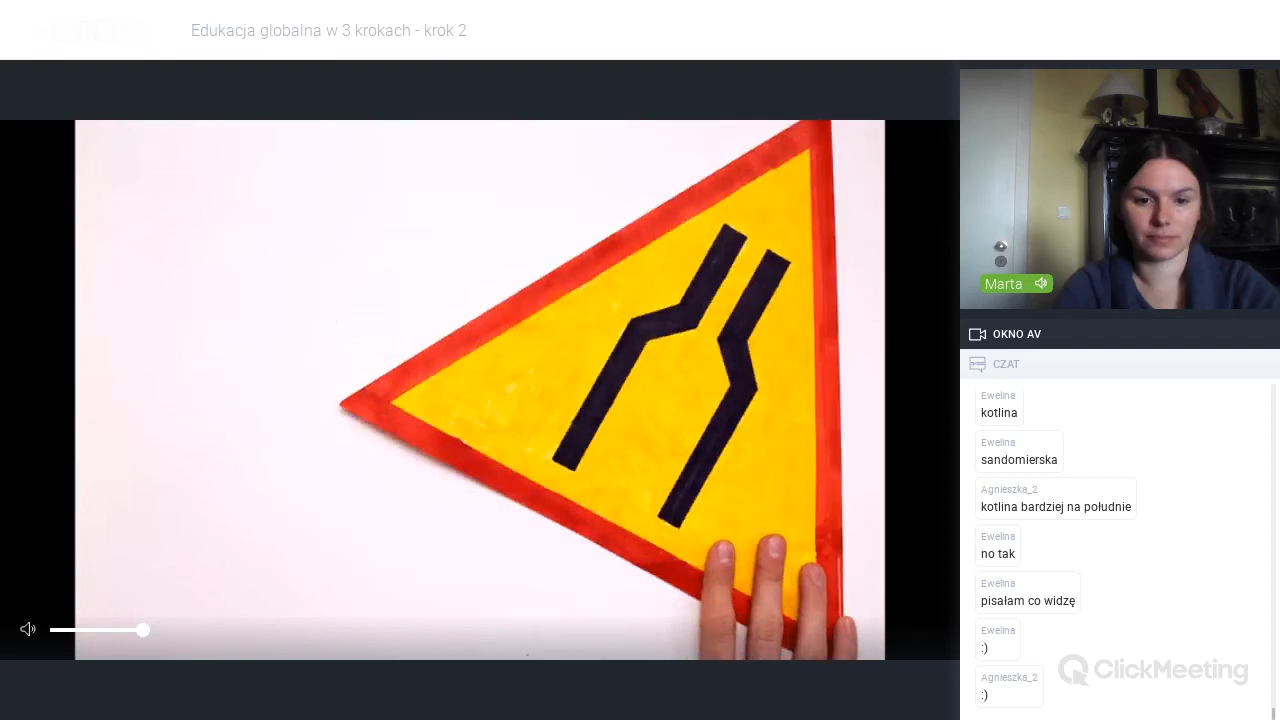 Edukacja globalna w 3 krokach - krok 2
Marta
OKNO AV
CZAT
Ewelina
kotlina
Ewelina
sandomierska
Agnieszka_2
kotlina bardziej na południe
Ewelina
no tak
Ewelina
pisałam co widzę
Ewelina
:)
Agnieszka_2
:)
ClickMeeting